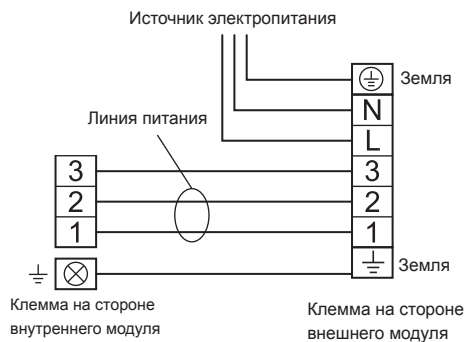 Источник электропитания
Земля
N
Линия питания
L
3 3
2 2
1 1
Земля
Клемма на стороне
внутреннего модуля
Клемма на стороне
внешнего модуля